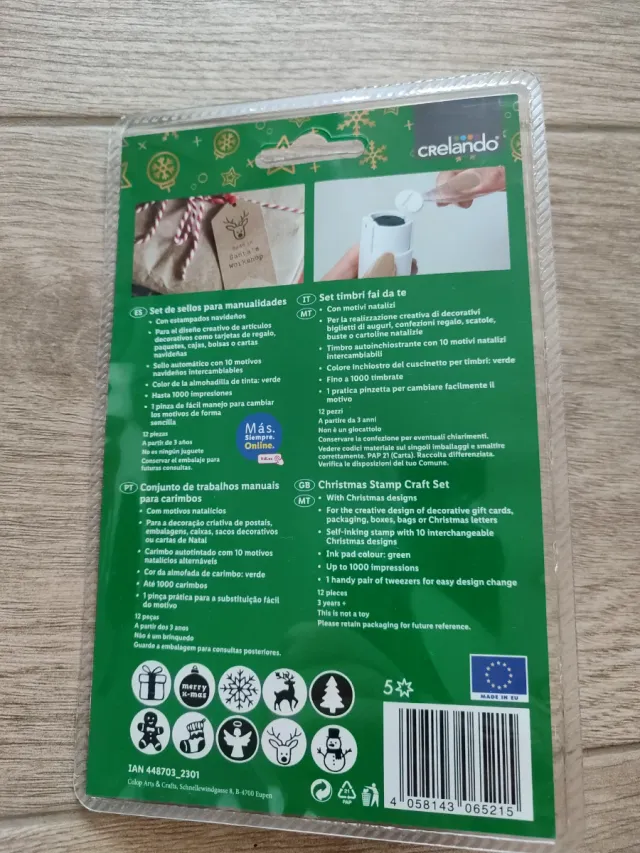 crelando
Made in
Santa's
Workshop
ES Set de sellos para manualidades
• Con estampados navideños
• Para el diseño creativo de artículos
decorativos como tarjetas de regalo,
paquetes, cajas, bolsas o cartas
navideñas
• Sello automático con 10 motivos
navideños intercambiables
• Color de la almohadilla de tinta: verde
• Hasta 1000 impresiones
• 1 pinza de fácil manejo para cambiar
los motivos de forma
sencilla
12 piezas
A partir de 3 años
No es ningún juguete
Conservar el embalaje para
futuras consultas.
Más.
Siempre.
Online.
IT MT Set timbri fai da te
• Con motivi natalizi
• Per la realizzazione creativa di decorativi
biglietti di auguri, confezioni regalo, scatole,
buste o cartoline natalizie
• Timbro autoinchiostrante con 10 motivi natalizi
intercambiabili
• Colore inchiostro del cuscinetto per timbri: verde
• Fino a 1000 timbrate
• 1 pratica pinzetta per cambiare facilmente il
motivo
12 pezzi
A partire da 3 anni
Non è un giocattolo
Conservare la confezione per eventuali chiarimenti.
Vedere codici materiale sui singoli imballaggi e smaltire
correttamente. PAP 21 (Carta). Raccolta differenziata.
Verifica le disposizioni del tuo Comune.
PT Conjunto de trabalhos manuais
para carimbos
• Com motivos natalícios
• Para a decoração criativa de postais,
embalagens, caixas, sacos decorativos
ou cartas de Natal
• Carimbo autotintado com 10 motivos
natalícios alternáveis
• Cor da almofada de carimbo: verde
• Até 1000 carimbos
• 1 pinça prática para a substituição fácil
do motivo
12 peças
A partir dos 3 anos
Não é um brinquedo
Guarde a embalagem para consultas posteriores.
GB MT Christmas Stamp Craft Set
• With Christmas designs
• For the creative design of decorative gift cards,
packaging, boxes, bags or Christmas letters
• Self-inking stamp with 10 interchangeable
Christmas designs
• Ink pad colour: green
• Up to 1000 impressions
• 1 handy pair of tweezers for easy design change
12 pieces
3 years +
This is not a toy
Please retain packaging for future reference.
merry
x-mas
5
MADE IN EU
IAN 448703_2301
Colop Arts & Crafts, Schnellewindgasse 8, B-4700 Eupen
21
PAP
4 058143 065215